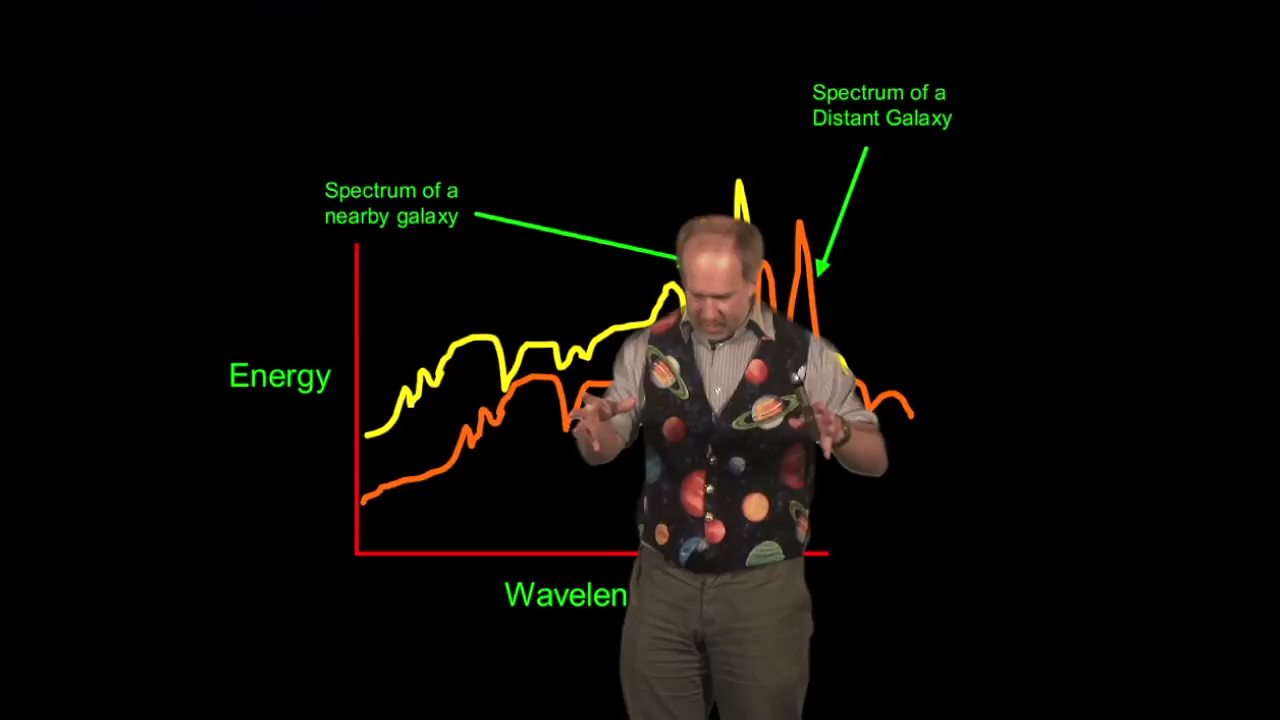 Spectrum of a
Distant Galaxy
Spectrum of a
nearby galaxy
Energy
Wavelen